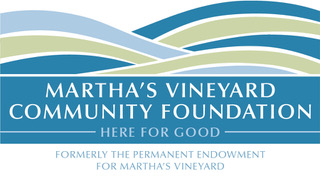 MARTHA'S VINEYARD
COMMUNITY FOUNDATION
HERE FOR GOOD
FORMERLY THE PERMANENT ENDOWMENT
FOR MARTHA'S VINEYARD